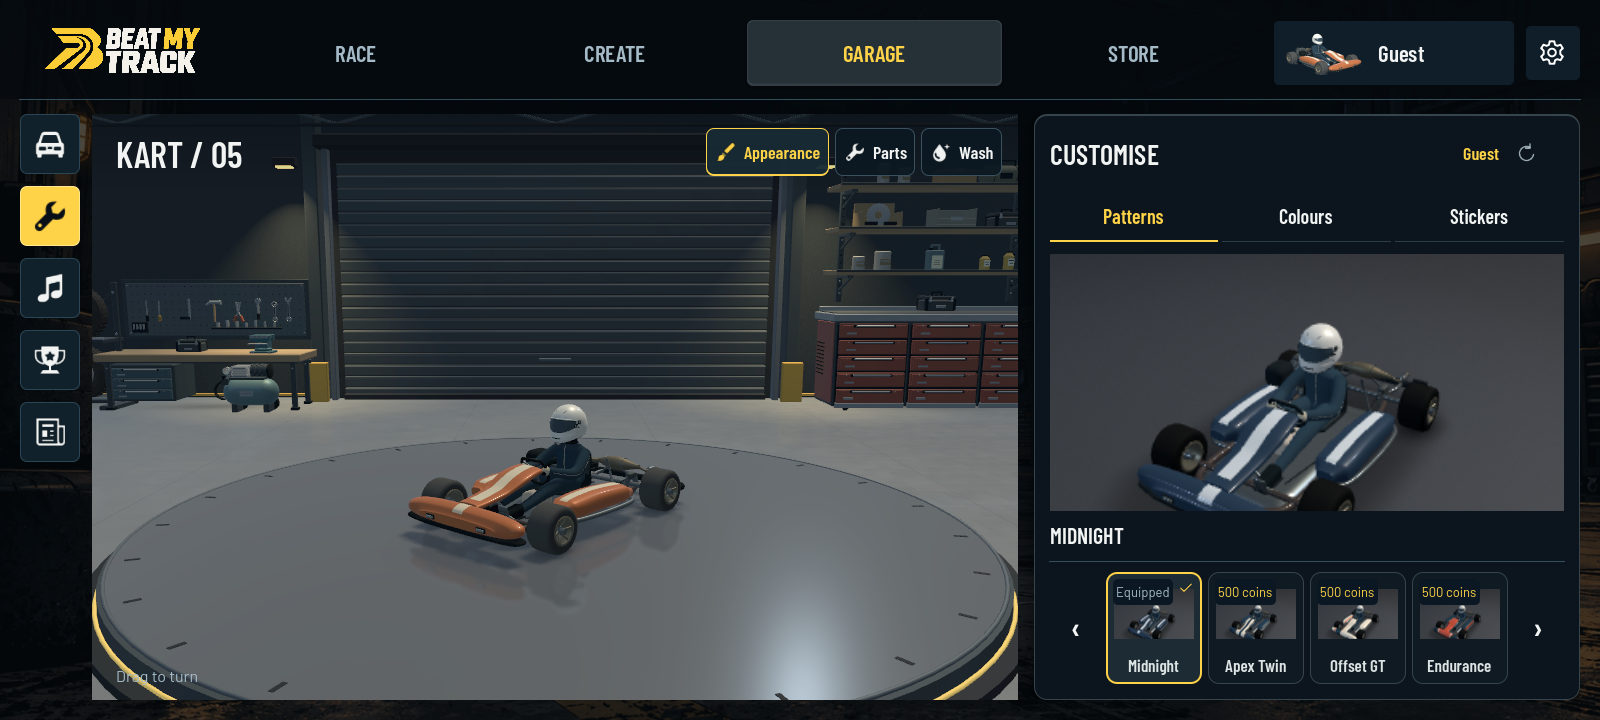 BEAT MY
TRACK
RACE
CREATE
GARAGE
STORE
Guest
KART / 05
Appearance
Parts
Wash
Drag to turn
CUSTOMISE
Guest
Patterns
Colours
Stickers
MIDNIGHT
Equipped
500 coins
500 coins
500 coins
Midnight
Apex Twin
Offset GT
Endurance